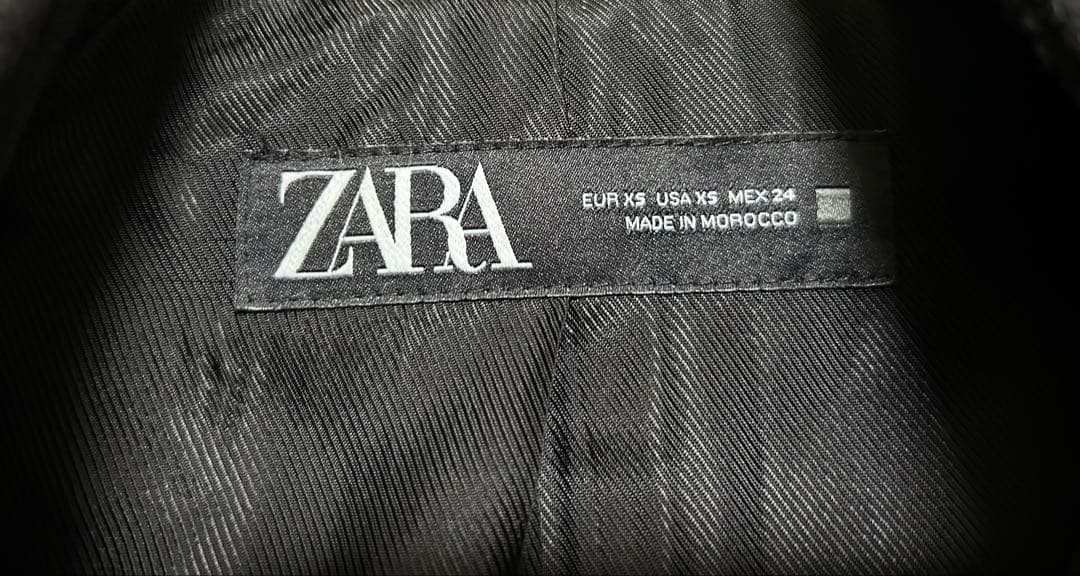 ZARA
EUR XS USA XS MEX 24
MADE IN MOROCCO